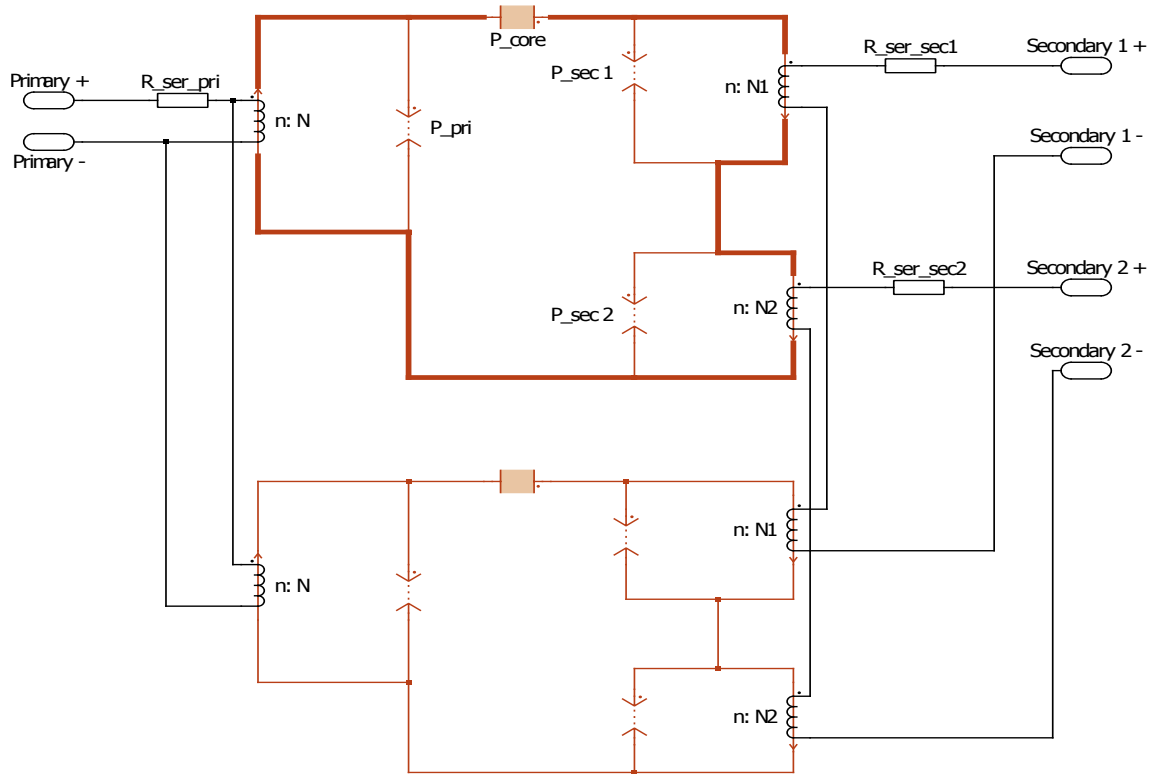 P_core
R_ser_sec1
Secondary 1 +
Primary +
R_ser_pri
P_sec 1
n: N1
n: N
P_pri
Primary -
Secondary 1 -
R_ser_sec2
Secondary 2 +
P_sec 2
n: N2
Secondary 2 -
n: N1
n: N
n: N2